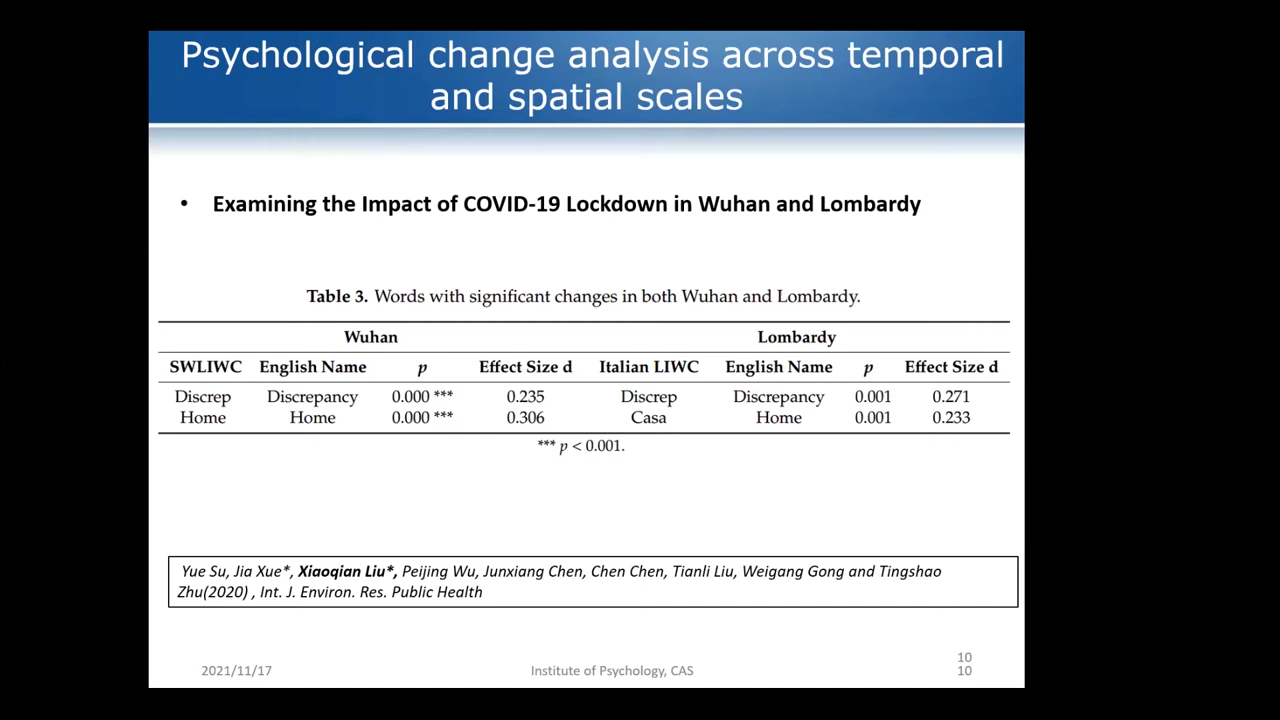 Psychological change analysis across temporal
and spatial scales
• Examining the Impact of COVID-19 Lockdown in Wuhan and Lombardy
Table 3. Words with significant changes in both Wuhan and Lombardy.
Wuhan Lombardy
SWLIWC English Name p Effect Size d Italian LIWC English Name p Effect Size d
Discrep Discrepancy 0.000 *** 0.235 Discrep Discrepancy 0.001 0.271
Home Home 0.000 *** 0.306 Casa Home 0.001 0.233
*** p < 0.001.
Yue Su, Jia Xue*, Xiaoqian Liu*, Peijing Wu, Junxiang Chen, Chen Chen, Tianli Liu, Weigang Gong and Tingshao
Zhu(2020) , Int. J. Environ. Res. Public Health
10
2021/11/17 Institute of Psychology, CAS 10